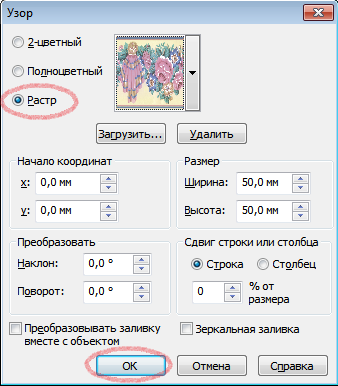 Узор
2-цветный
Полноцветный
Растр
Загрузить... Удалить
Начало координат Размер
x: 0,0 мм Ширина: 50,0 мм
y: 0,0 мм Высота: 50,0 мм
Преобразовать Сдвиг строки или столбца
Наклон: 0,0 ° Строка Столбец
Поворот: 0,0 ° 0 % от
размера
Преобразовывать заливку Зеркальная заливка
вместе с объектом
ОК Отмена Справка